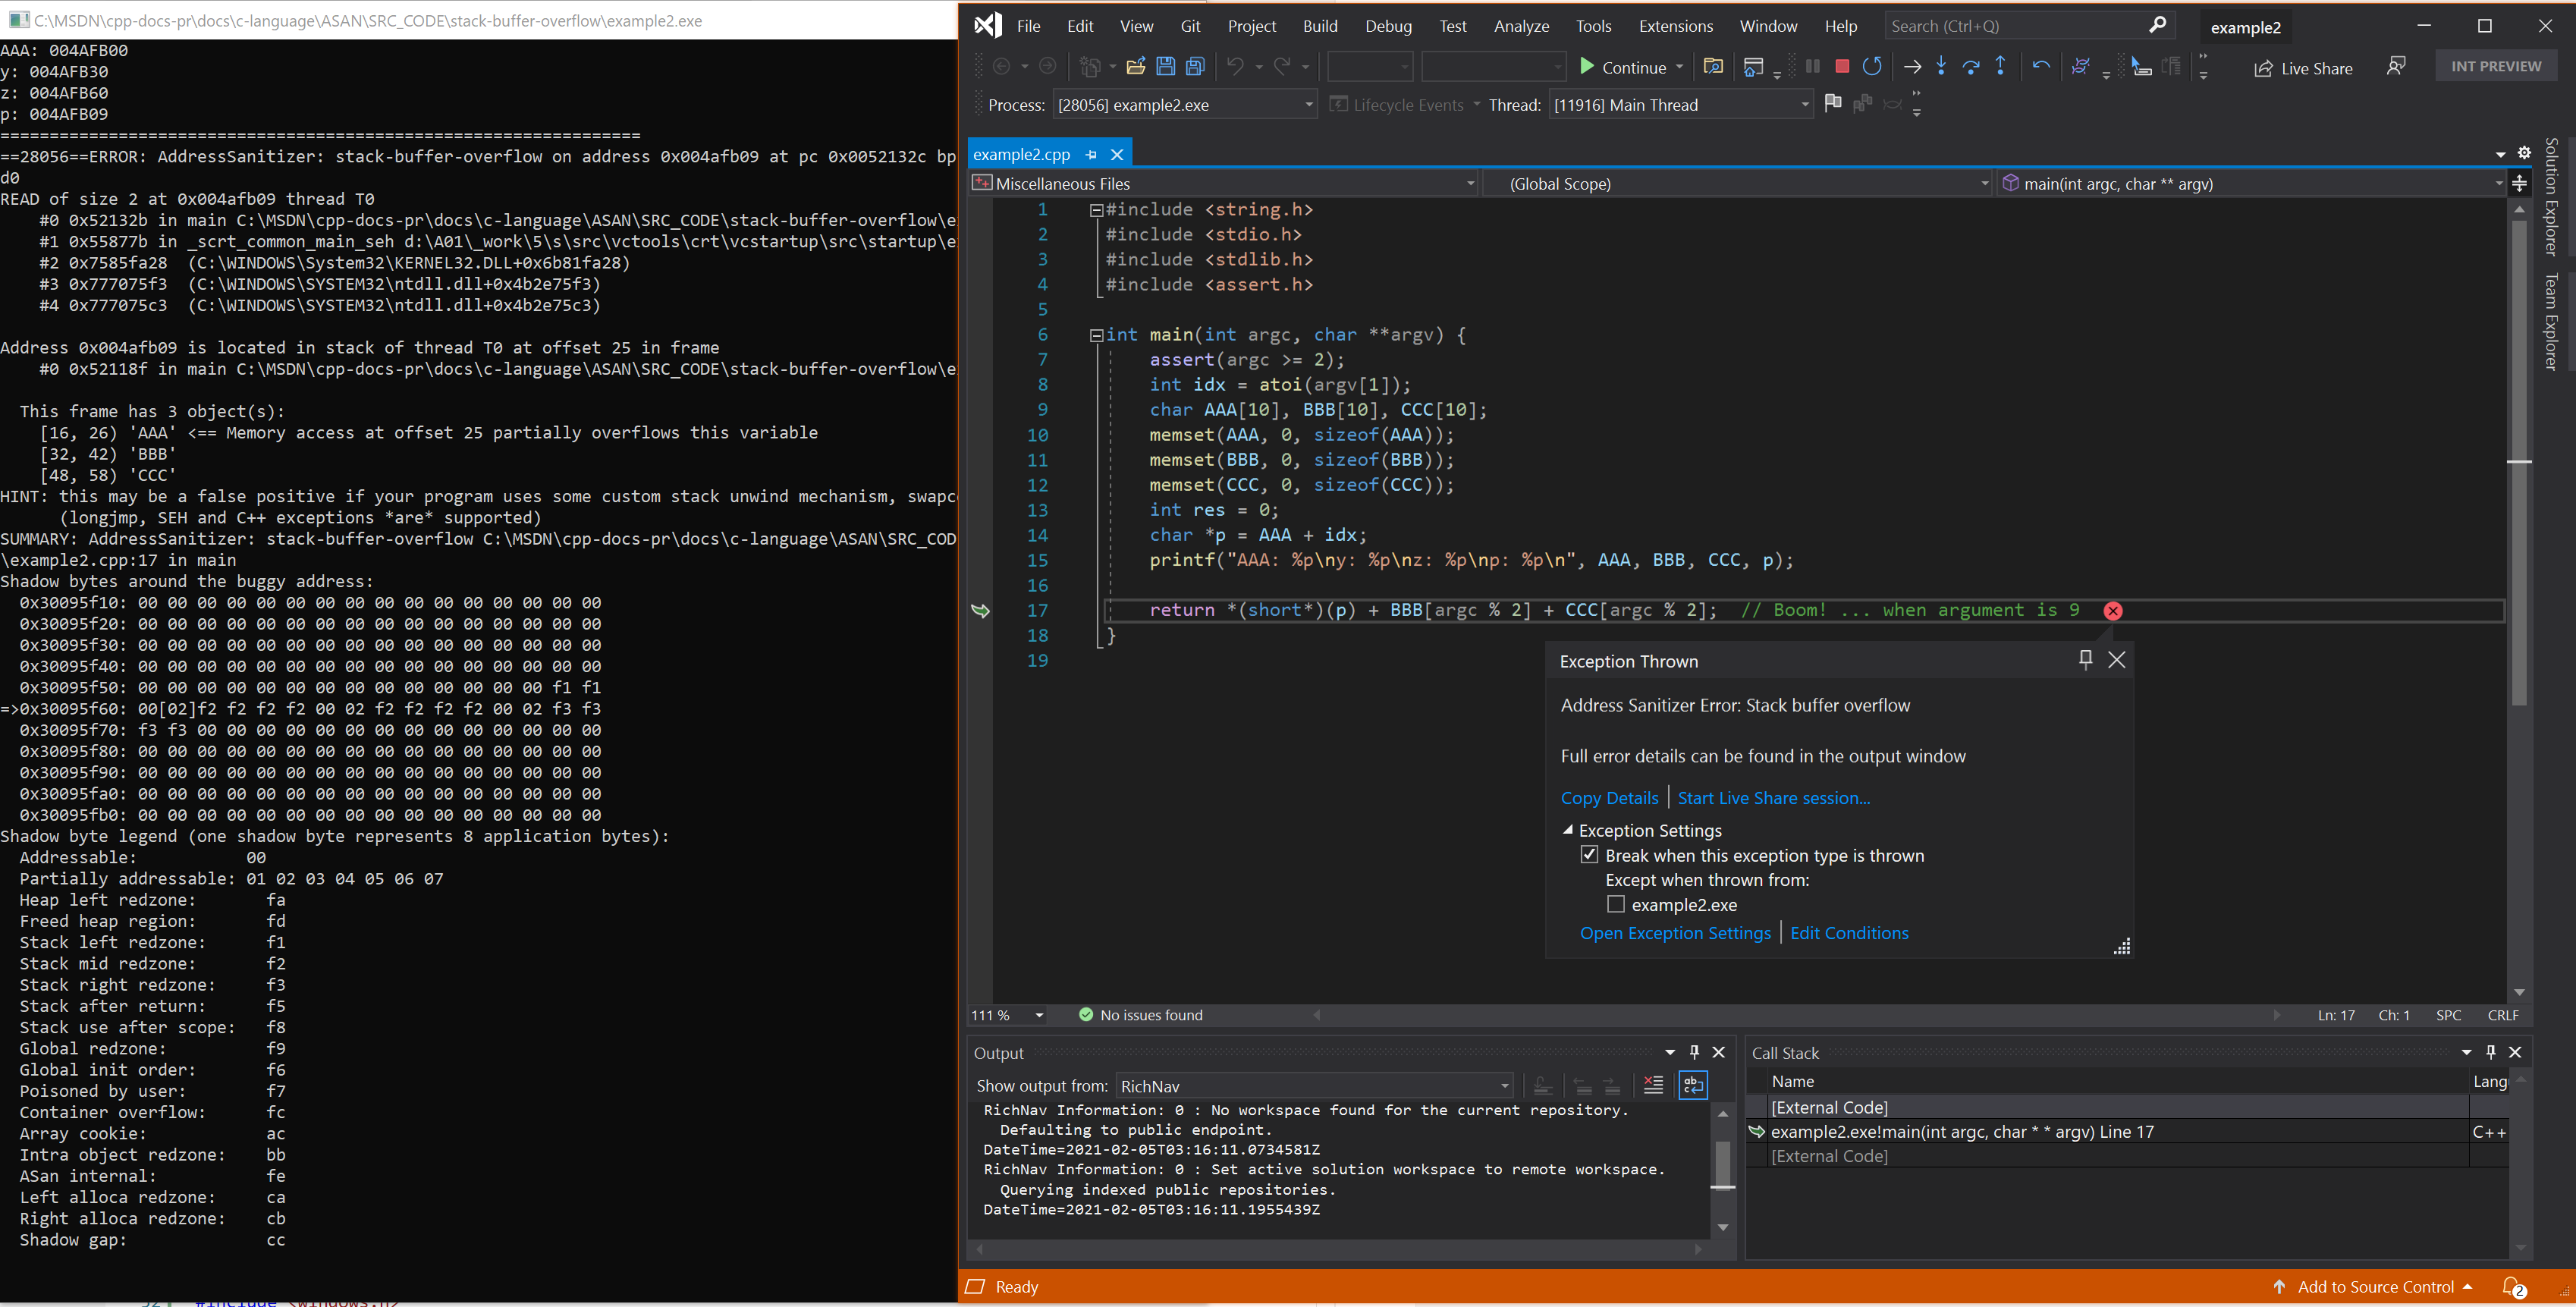 C:\MSDN\cpp-docs-pr\docs\c-language\ASAN\SRC_CODE\stack-buffer-overflow\example2.exe
AAA: 004AFB00
y: 004AFB30
z: 004AFB60
p: 004AFB09
=================================================================
==28056==ERROR: AddressSanitizer: stack-buffer-overflow on address 0x004afb09 at pc 0x0052132c bp
d0
READ of size 2 at 0x004afb09 thread T0
    #0 0x52132b in main C:\MSDN\cpp-docs-pr\docs\c-language\ASAN\SRC_CODE\stack-buffer-overflow\e
    #1 0x55877b in _scrt_common_main_seh d:\A01\_work\5\s\src\vctools\crt\vcstartup\src\startup\e
    #2 0x7585fa28  (C:\WINDOWS\System32\KERNEL32.DLL+0x6b81fa28)
    #3 0x777075f3  (C:\WINDOWS\SYSTEM32\ntdll.dll+0x4b2e75f3)
    #4 0x777075c3  (C:\WINDOWS\SYSTEM32\ntdll.dll+0x4b2e75c3)
Address 0x004afb09 is located in stack of thread T0 at offset 25 in frame
    #0 0x52118f in main C:\MSDN\cpp-docs-pr\docs\c-language\ASAN\SRC_CODE\stack-buffer-overflow\e
  This frame has 3 object(s):
    [16, 26) 'AAA' <== Memory access at offset 25 partially overflows this variable
    [32, 42) 'BBB'
    [48, 58) 'CCC'
HINT: this may be a false positive if your program uses some custom stack unwind mechanism, swapc
      (longjmp, SEH and C++ exceptions *are* supported)
SUMMARY: AddressSanitizer: stack-buffer-overflow C:\MSDN\cpp-docs-pr\docs\c-language\ASAN\SRC_COD
\example2.cpp:17 in main
Shadow bytes around the buggy address:
  0x30095f10: 00 00 00 00 00 00 00 00 00 00 00 00 00 00 00 00
  0x30095f20: 00 00 00 00 00 00 00 00 00 00 00 00 00 00 00 00
  0x30095f30: 00 00 00 00 00 00 00 00 00 00 00 00 00 00 00 00
  0x30095f40: 00 00 00 00 00 00 00 00 00 00 00 00 00 00 00 00
  0x30095f50: 00 00 00 00 00 00 00 00 00 00 00 00 00 00 f1 f1
=>0x30095f60: 00[02]f2 f2 f2 f2 00 02 f2 f2 f2 f2 00 02 f3 f3
  0x30095f70: f3 f3 00 00 00 00 00 00 00 00 00 00 00 00 00 00
  0x30095f80: 00 00 00 00 00 00 00 00 00 00 00 00 00 00 00 00
  0x30095f90: 00 00 00 00 00 00 00 00 00 00 00 00 00 00 00 00
  0x30095fa0: 00 00 00 00 00 00 00 00 00 00 00 00 00 00 00 00
  0x30095fb0: 00 00 00 00 00 00 00 00 00 00 00 00 00 00 00 00
Shadow byte legend (one shadow byte represents 8 application bytes):
  Addressable:           00
  Partially addressable: 01 02 03 04 05 06 07
  Heap left redzone:       fa
  Freed heap region:       fd
  Stack left redzone:      f1
  Stack mid redzone:       f2
  Stack right redzone:     f3
  Stack after return:      f5
  Stack use after scope:   f8
  Global redzone:          f9
  Global init order:       f6
  Poisoned by user:        f7
  Container overflow:      fc
  Array cookie:            ac
  Intra object redzone:    bb
  ASan internal:           fe
  Left alloca redzone:     ca
  Right alloca redzone:    cb
  Shadow gap:              cc
File Edit View Git Project Build Debug Test Analyze Tools Extensions Window Help Search (Ctrl+Q) example2
Continue Live Share INT PREVIEW
Process: [28056] example2.exe Lifecycle Events Thread: [11916] Main Thread
example2.cpp
Miscellaneous Files (Global Scope) main(int argc, char ** argv)
1 #include <string.h>
2 #include <stdio.h>
3 #include <stdlib.h>
4 #include <assert.h>
5
6 int main(int argc, char **argv) {
7     assert(argc >= 2);
8     int idx = atoi(argv[1]);
9     char AAA[10], BBB[10], CCC[10];
10     memset(AAA, 0, sizeof(AAA));
11     memset(BBB, 0, sizeof(BBB));
12     memset(CCC, 0, sizeof(CCC));
13     int res = 0;
14     char *p = AAA + idx;
15     printf("AAA: %p\ny: %p\nz: %p\np: %p\n", AAA, BBB, CCC, p);
16
17     return *(short*)(p) + BBB[argc % 2] + CCC[argc % 2];  // Boom! ... when argument is 9
18 }
19
Exception Thrown
Address Sanitizer Error: Stack buffer overflow
Full error details can be found in the output window
Copy Details | Start Live Share session...
Exception Settings
Break when this exception type is thrown
Except when thrown from:
example2.exe
Open Exception Settings | Edit Conditions
Solution Explorer
Team Explorer
111 % No issues found Ln: 17 Ch: 1 SPC CRLF
Output
Show output from: RichNav
RichNav Information: 0 : No workspace found for the current repository.
  Defaulting to public endpoint.
DateTime=2021-02-05T03:16:11.0734581Z
RichNav Information: 0 : Set active solution workspace to remote workspace.
  Querying indexed public repositories.
DateTime=2021-02-05T03:16:11.1955439Z
Call Stack
Name Lang
[External Code]
example2.exe!main(int argc, char * * argv) Line 17 C++
[External Code]
Ready Add to Source Control 2